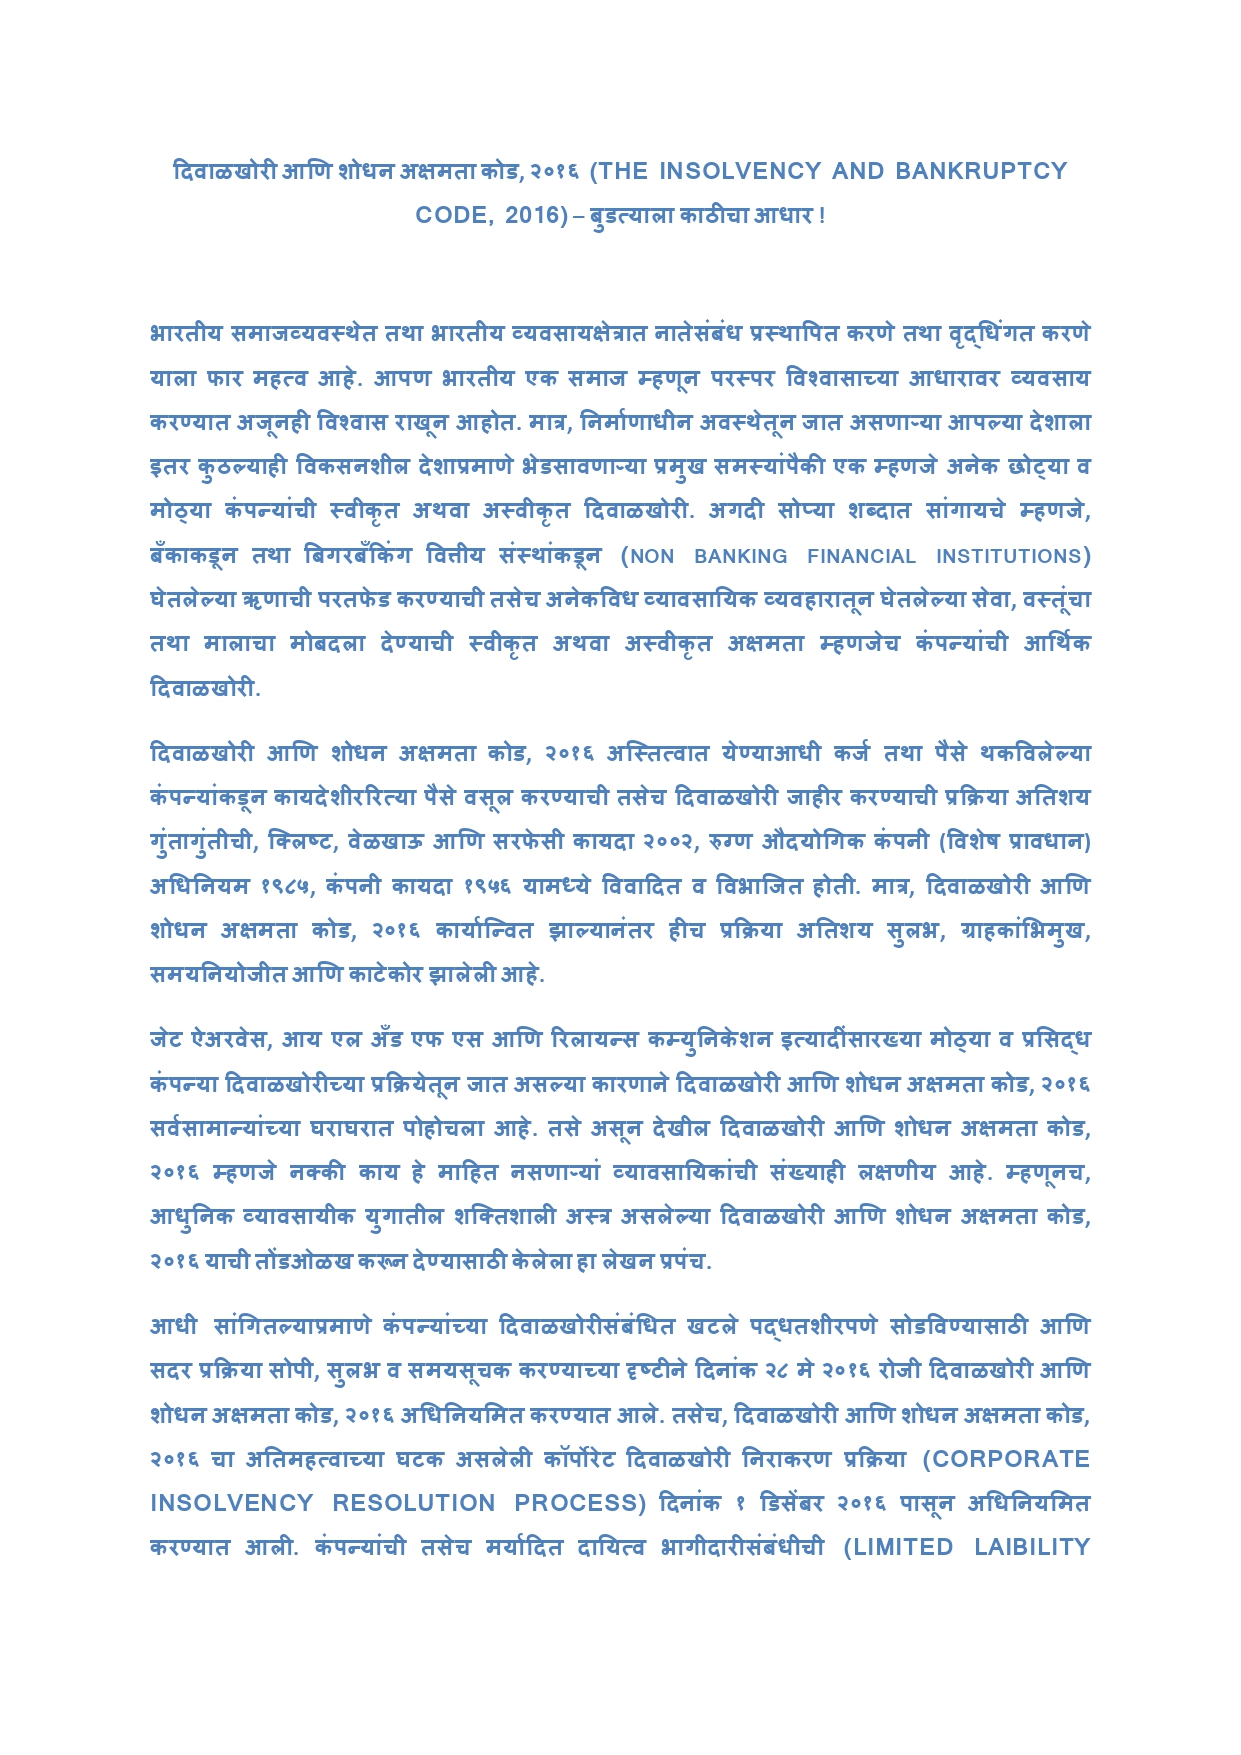 दिवाळखोरी आणि शोधन अक्षमता कोड, २०१६ (THE INSOLVENCY AND BANKRUPTCY
CODE, 2016) – बुडत्याला काठीचा आधार !
भारतीय समाजव्यवस्थेत तथा भारतीय व्यवसायक्षेत्रात नातेसंबंध प्रस्थापित करणे तथा वृद्धिंगत करणे
याला फार महत्व आहे. आपण भारतीय एक समाज म्हणून परस्पर विश्वासाच्या आधारावर व्यवसाय
करण्यात अजूनही विश्वास राखून आहोत. मात्र, निर्माणाधीन अवस्थेतून जात असणाऱ्या आपल्या देशाला
इतर कुठल्याही विकसनशील देशाप्रमाणे भेडसावणाऱ्या प्रमुख समस्यांपैकी एक म्हणजे अनेक छोट्या व
मोठ्या कंपन्यांची स्वीकृत अथवा अस्वीकृत दिवाळखोरी. अगदी सोप्या शब्दात सांगायचे म्हणजे,
बँकाकडून तथा बिगरबँकिंग वित्तीय संस्थांकडून (NON BANKING FINANCIAL INSTITUTIONS)
घेतलेल्या ऋणाची परतफेड करण्याची तसेच अनेकविध व्यावसायिक व्यवहारातून घेतलेल्या सेवा, वस्तूंचा
तथा मालाचा मोबदला देण्याची स्वीकृत अथवा अस्वीकृत अक्षमता म्हणजेच कंपन्यांची आर्थिक
दिवाळखोरी.
दिवाळखोरी आणि शोधन अक्षमता कोड, २०१६ अस्तित्वात येण्याआधी कर्ज तथा पैसे थकविलेल्या
कंपन्यांकडून कायदेशीररित्या पैसे वसूल करण्याची तसेच दिवाळखोरी जाहीर करण्याची प्रक्रिया अतिशय
गुंतागुंतीची, क्लिष्ट, वेळखाऊ आणि सरफेसी कायदा २००२, रुग्ण औदयोगिक कंपनी (विशेष प्रावधान)
अधिनियम १९८५, कंपनी कायदा १९५६ यामध्ये विवादित व विभाजित होती. मात्र, दिवाळखोरी आणि
शोधन अक्षमता कोड, २०१६ कार्यान्वित झाल्यानंतर हीच प्रक्रिया अतिशय सुलभ, ग्राहकांभिमुख,
समयनियोजीत आणि काटेकोर झालेली आहे.
जेट ऐअरवेस, आय एल अँड एफ एस आणि रिलायन्स कम्युनिकेशन इत्यादींसारख्या मोठ्या व प्रसिद्ध
कंपन्या दिवाळखोरीच्या प्रक्रियेतून जात असल्या कारणाने दिवाळखोरी आणि शोधन अक्षमता कोड, २०१६
सर्वसामान्यांच्या घराघरात पोहोचला आहे. तसे असून देखील दिवाळखोरी आणि शोधन अक्षमता कोड,
२०१६ म्हणजे नक्की काय हे माहित नसणाऱ्यां व्यावसायिकांची संख्याही लक्षणीय आहे. म्हणूनच,
आधुनिक व्यावसायीक युगातील शक्तिशाली अस्त्र असलेल्या दिवाळखोरी आणि शोधन अक्षमता कोड,
२०१६ याची तोंडओळख करून देण्यासाठी केलेला हा लेखन प्रपंच.
आधी सांगितल्याप्रमाणे कंपन्यांच्या दिवाळखोरीसंबंधित खटले पद्धतशीरपणे सोडविण्यासाठी आणि
सदर प्रक्रिया सोपी, सुलभ व समयसूचक करण्याच्या दृष्टीने दिनांक २८ मे २०१६ रोजी दिवाळखोरी आणि
शोधन अक्षमता कोड, २०१६ अधिनियमित करण्यात आले. तसेच, दिवाळखोरी आणि शोधन अक्षमता कोड,
२०१६ चा अतिमहत्वाच्या घटक असलेली कॉर्पोरेट दिवाळखोरी निराकरण प्रक्रिया (CORPORATE
INSOLVENCY RESOLUTION PROCESS) दिनांक १ डिसेंबर २०१६ पासून अधिनियमित
करण्यात आली. कंपन्यांची तसेच मर्यादित दायित्व भागीदारीसंबंधीची (LIMITED LAIBILITY